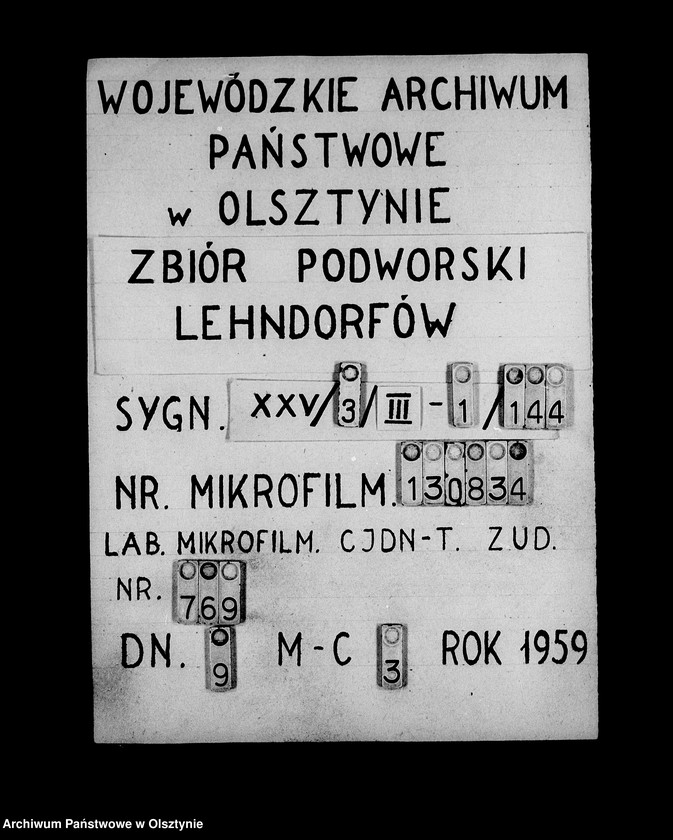 WOJEWÓDZKIE ARCHIWUM
PAŃSTWOWE
w OLSZTYNIE
ZBIÓR PODWORSKI
LEHNDORFÓW
SYGN. XXV/3/III-1/144
NR. MIKROFILM. 130834
LAB. MIKROFILM. CJDN-T. ZUD.
NR. 769
DN. 9 M-C 3 ROK 1959
Archiwum Państwowe w Olsztynie